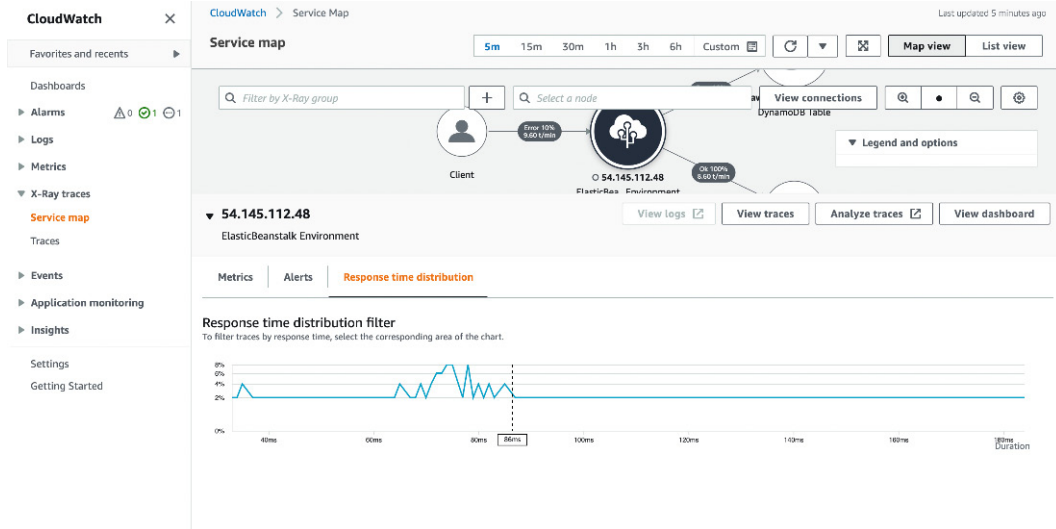 CloudWatch
Favorites and recents
Dashboards
Alarms 0 1 1
Logs
Metrics
X-Ray traces
Service map
Traces
Events
Application monitoring
Insights
Settings
Getting Started
CloudWatch > Service Map
Last updated 5 minutes ago
Service map
5m 15m 30m 1h 3h 6h Custom
Map view List view
Filter by X-Ray group
Select a node
View connections
DynamoDB Table
Legend and options
Error 10%
9.60 t/min
Client
54.145.112.48
ElasticBea...Environment
Ok 100%
8.60 t/min
54.145.112.48
ElasticBeanstalk Environment
View logs View traces Analyze traces View dashboard
Metrics Alerts Response time distribution
Response time distribution filter
To filter traces by response time, select the corresponding area of the chart.
8%
6%
4%
2%
0%
40ms 60ms 80ms 86ms 100ms 120ms 140ms 160ms 180ms
Duration